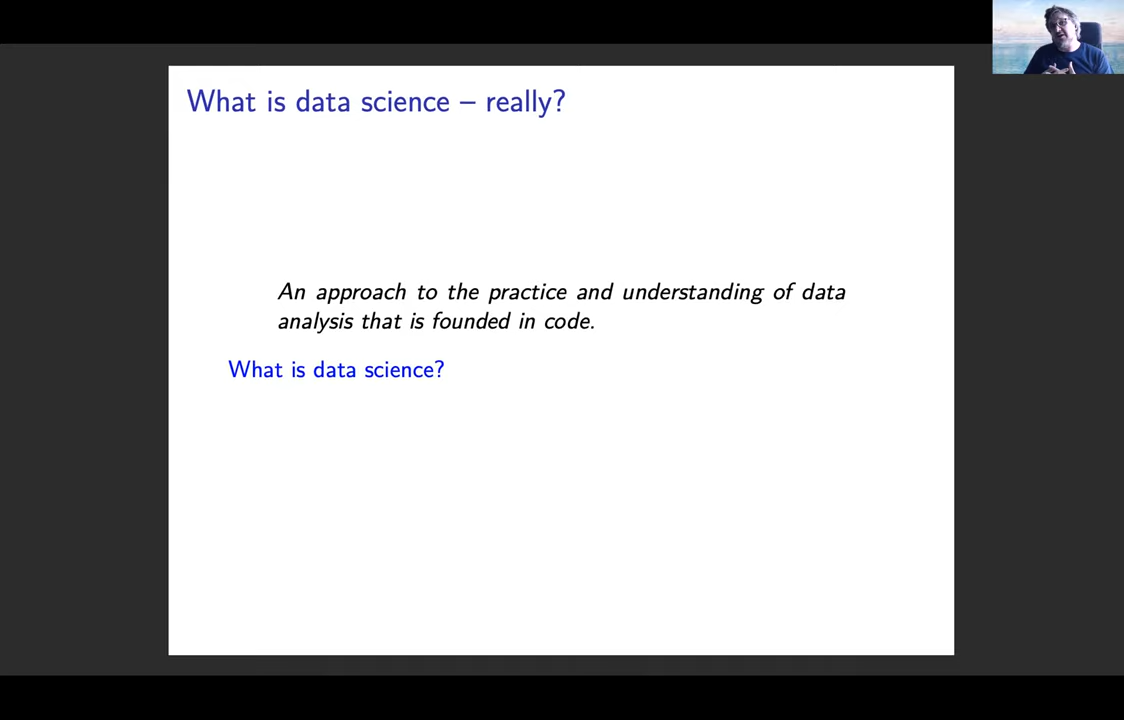 What is data science – really?
An approach to the practice and understanding of data
analysis that is founded in code.
What is data science?